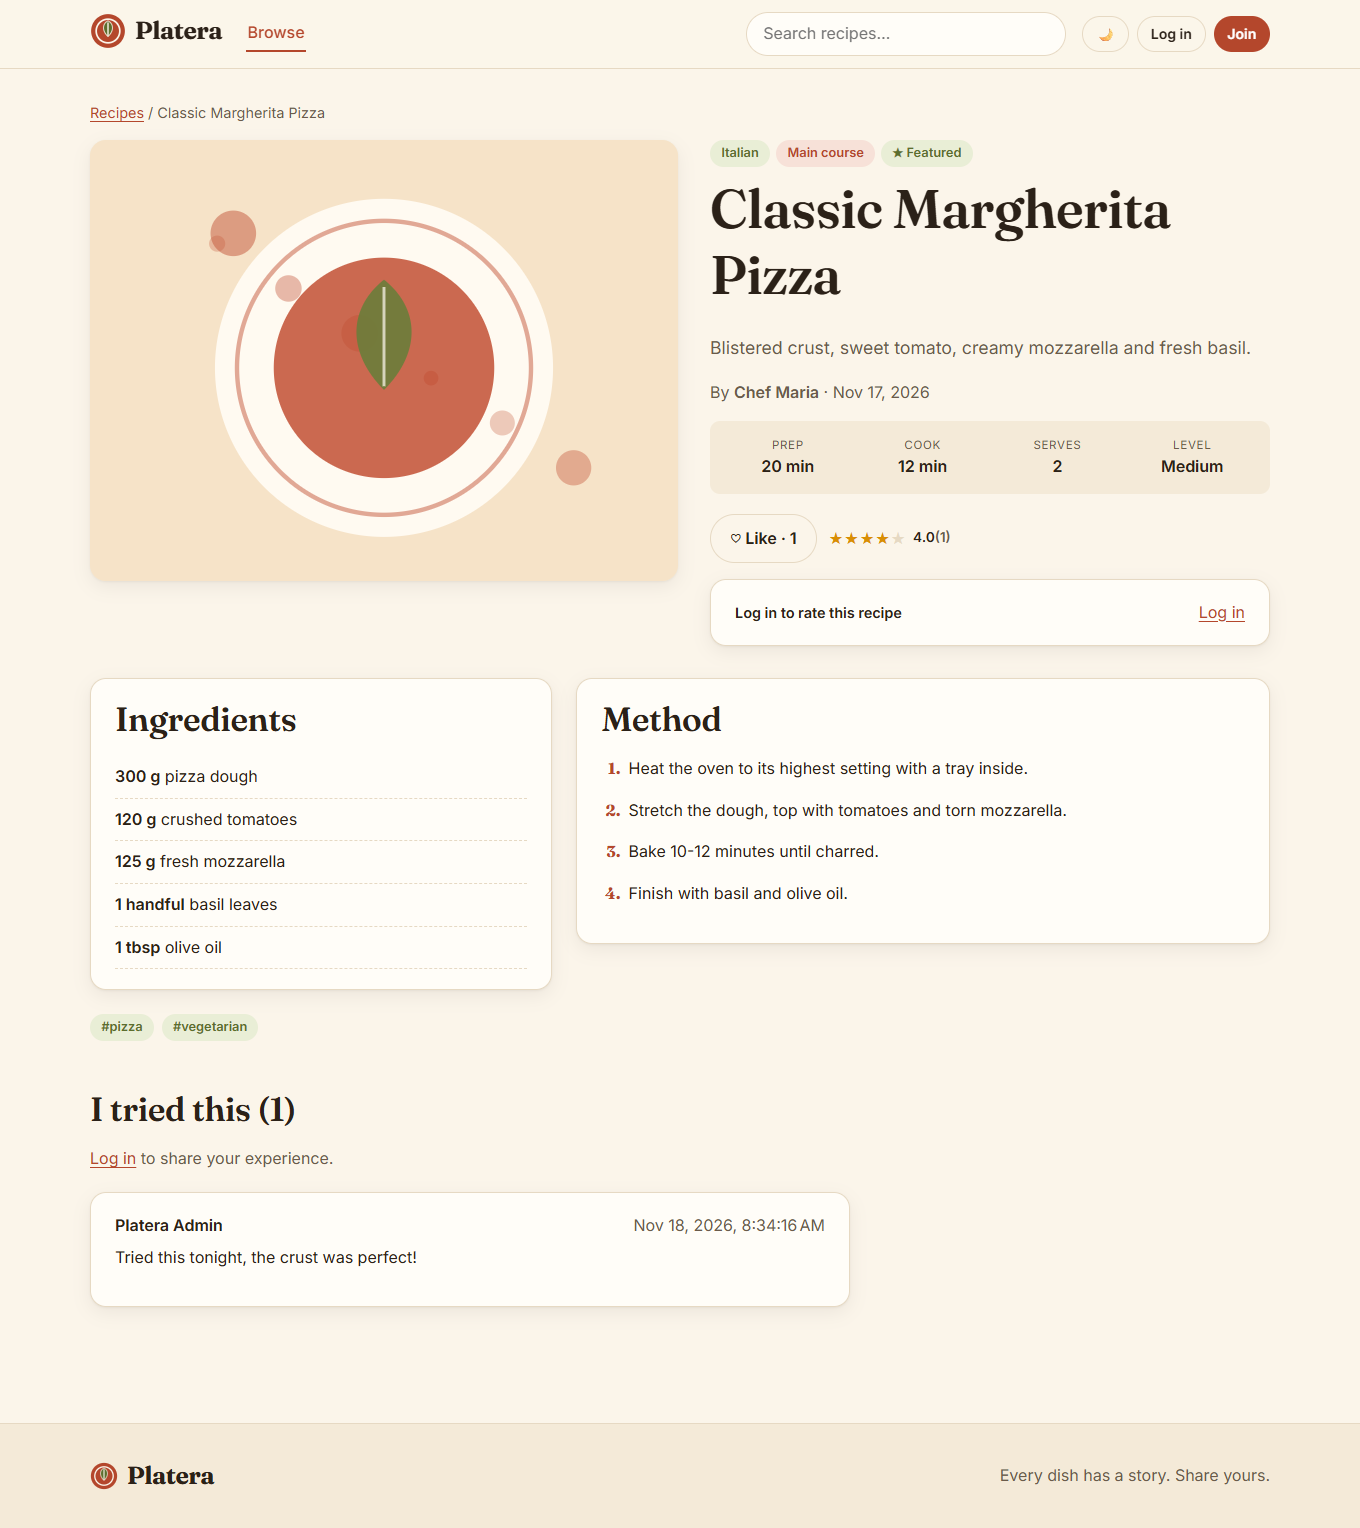 Platera
Browse
Search recipes...
Log in
Join
Recipes / Classic Margherita Pizza
Italian
Main course
★ Featured
Classic Margherita
Pizza
Blistered crust, sweet tomato, creamy mozzarella and fresh basil.
By Chef Maria · Nov 17, 2026
PREP
20 min
COOK
12 min
SERVES
2
LEVEL
Medium
♡ Like · 1
★★★★★ 4.0(1)
Log in to rate this recipe
Log in
Ingredients
300 g pizza dough
120 g crushed tomatoes
125 g fresh mozzarella
1 handful basil leaves
1 tbsp olive oil
Method
1. Heat the oven to its highest setting with a tray inside.
2. Stretch the dough, top with tomatoes and torn mozzarella.
3. Bake 10-12 minutes until charred.
4. Finish with basil and olive oil.
#pizza
#vegetarian
I tried this (1)
Log in to share your experience.
Platera Admin
Nov 18, 2026, 8:34:16 AM
Tried this tonight, the crust was perfect!
Platera
Every dish has a story. Share yours.